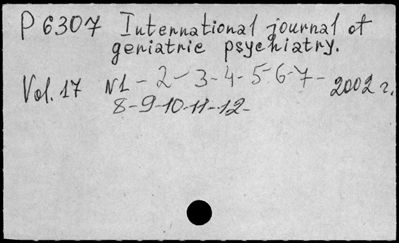 P 6307 International journal of
geniatrie psychiatry.
Vol. 17 N1-2-3-4-5-6-7- 2002 г.
8-9-10-11-12-